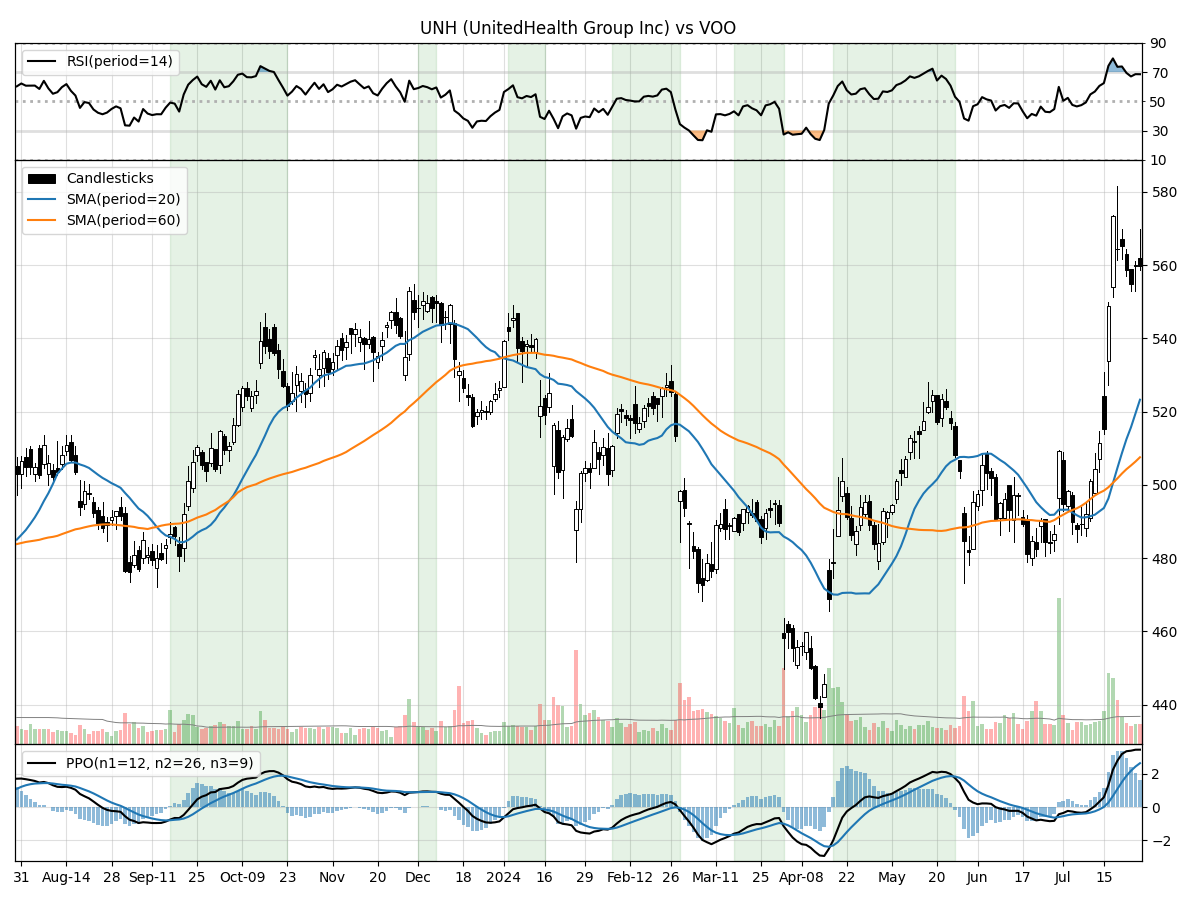 UNH (UnitedHealth Group Inc) vs VOO
RSI(period=14)
90
70
50
30
10
Candlesticks
SMA(period=20)
SMA(period=60)
580
560
540
520
500
480
460
440
PPO(n1=12, n2=26, n3=9)
2
0
−2
31 Aug-14 28 Sep-11 25 Oct-09 23 Nov 20 Dec 18 2024 16 29 Feb-12 26 Mar-11 25 Apr-08 22 May 20 Jun 17 Jul 15